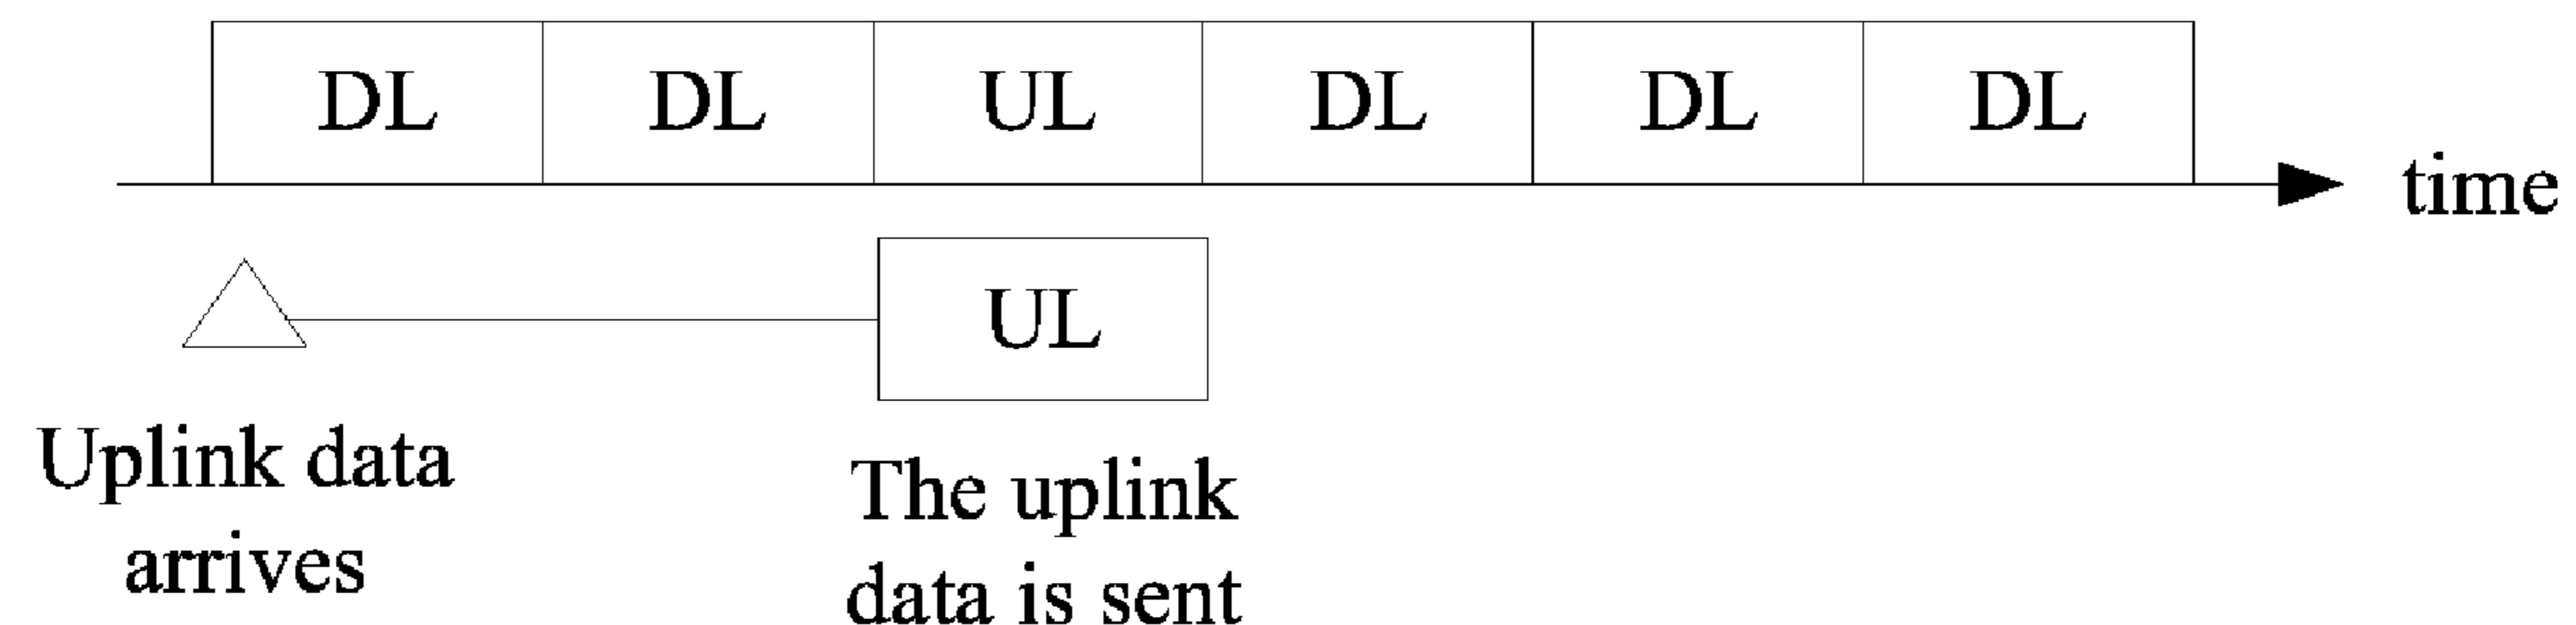 DL DL UL DL DL DL
time
UL
Uplink data
arrives
The uplink
data is sent